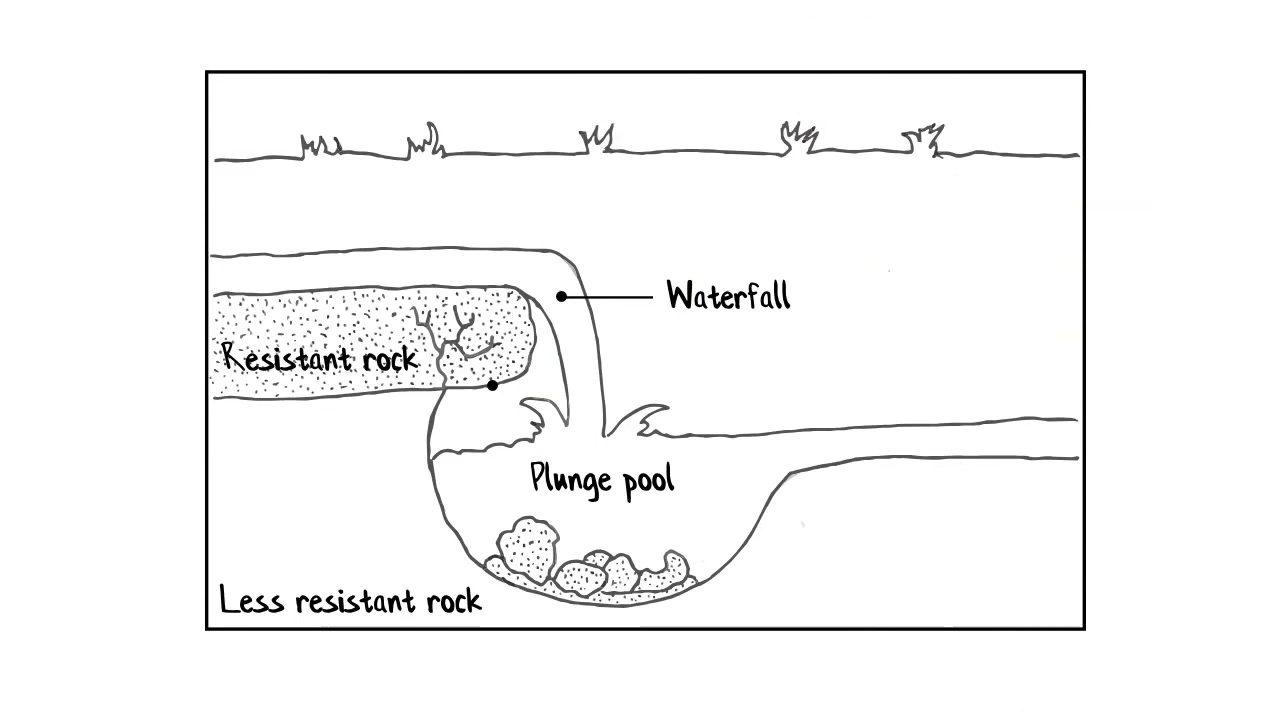 Waterfall
Resistant rock
Plunge pool
Less resistant rock